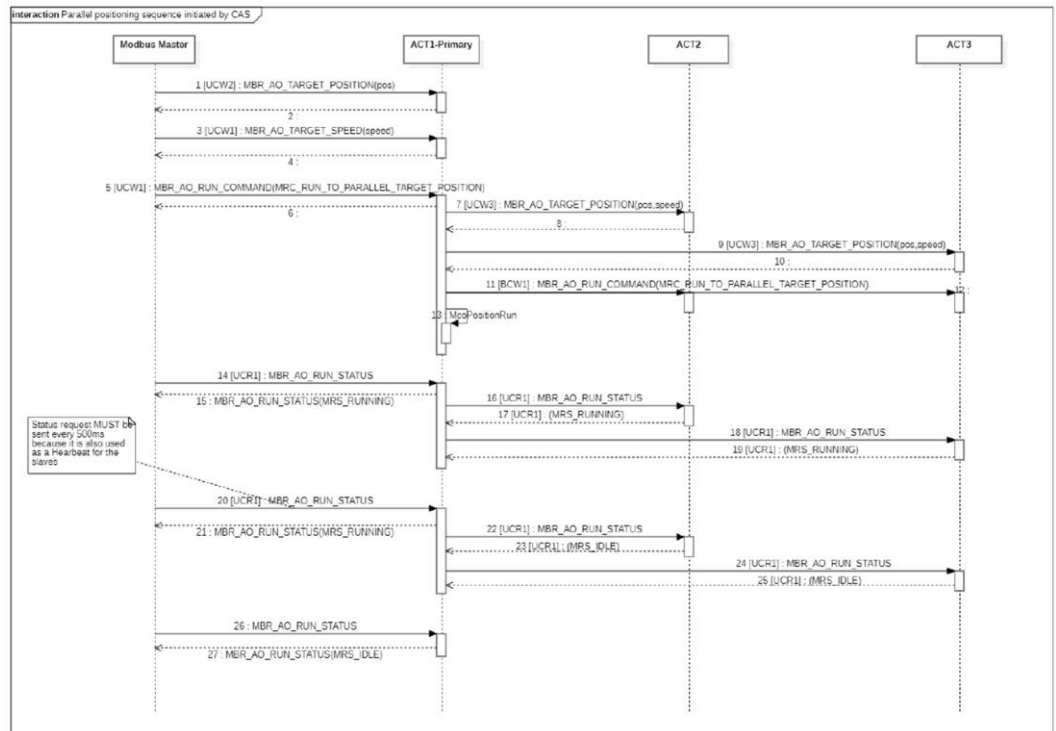 interaction Parallel positioning sequence initiated by CAS
Modbus Master
ACT1-Primary
ACT2
ACT3
1 [UCW2] : MBR_AO_TARGET_POSITION(pos)
2 :
3 [UCW1] : MBR_AO_TARGET_SPEED(speed)
4 :
5 [UCW1] : MBR_AO_RUN_COMMAND(MRC_RUN_TO_PARALLEL_TARGET_POSITION)
6 :
7 [UCW3] : MBR_AO_TARGET_POSITION(pos,speed)
8 :
9 [UCW3] : MBR_AO_TARGET_POSITION(pos,speed)
10 :
11 [BCW1] : MBR_AO_RUN_COMMAND(MRC_RUN_TO_PARALLEL_TARGET_POSITION)
12 :
13 : McoPositionRun
14 [UCR1] : MBR_AO_RUN_STATUS
15 : MBR_AO_RUN_STATUS(MRS_RUNNING)
16 [UCR1] : MBR_AO_RUN_STATUS
17 [UCR1] : (MRS_RUNNING)
18 [UCR1] : MBR_AO_RUN_STATUS
19 [UCR1] : (MRS_RUNNING)
Status request MUST be
sent every 500ms
because it is also used
as a Hearbeat for the
slaves
20 [UCR1] : MBR_AO_RUN_STATUS
21 : MBR_AO_RUN_STATUS(MRS_RUNNING)
22 [UCR1] : MBR_AO_RUN_STATUS
23 [UCR1] : (MRS_IDLE)
24 [UCR1] : MBR_AO_RUN_STATUS
25 [UCR1] : (MRS_IDLE)
26 : MBR_AO_RUN_STATUS
27 : MBR_AO_RUN_STATUS(MRS_IDLE)